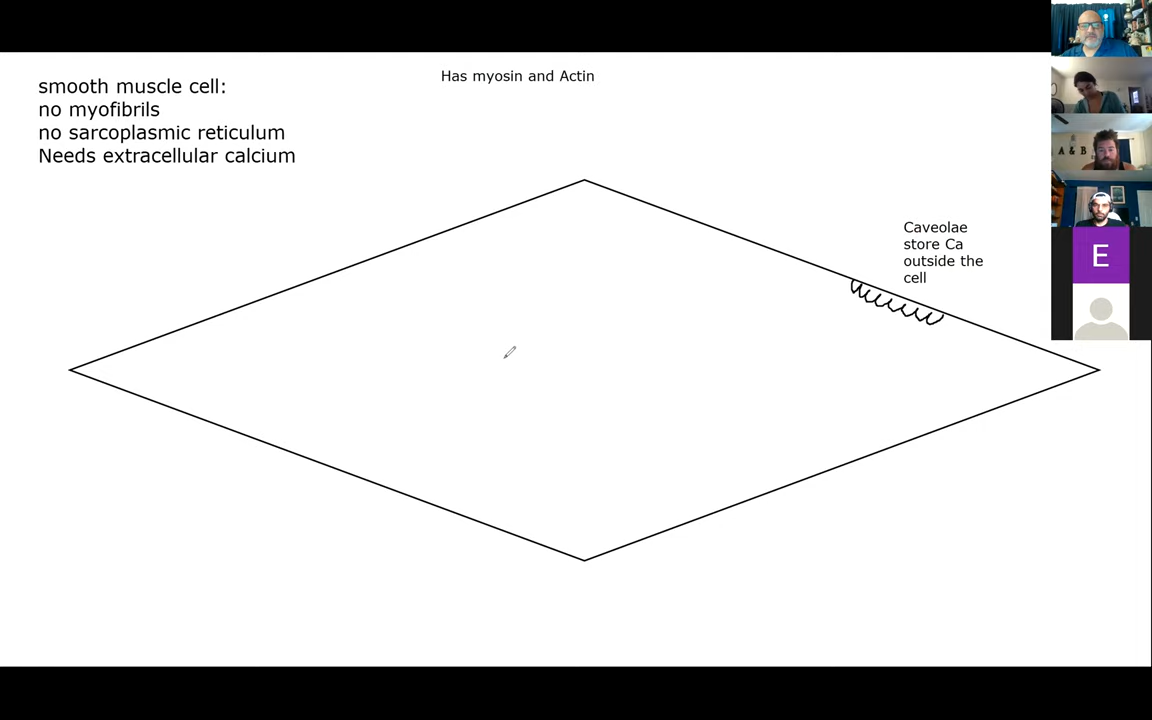 smooth muscle cell:
no myofibrils
no sarcoplasmic reticulum
Needs extracellular calcium
Has myosin and Actin
Caveolae
store Ca
outside the
cell
A & B
E